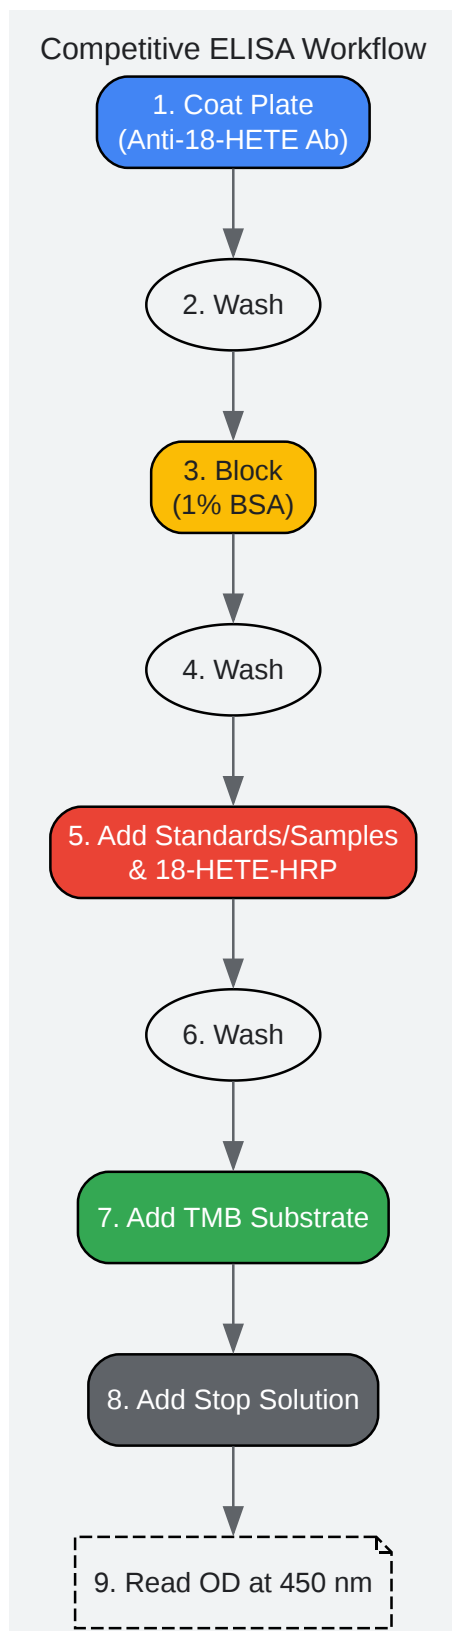 Competitive ELISA Workflow
1. Coat Plate
(Anti-18-HETE Ab)
2. Wash
3. Block
(1% BSA)
4. Wash
5. Add Standards/Samples
& 18-HETE-HRP
6. Wash
7. Add TMB Substrate
8. Add Stop Solution
9. Read OD at 450 nm